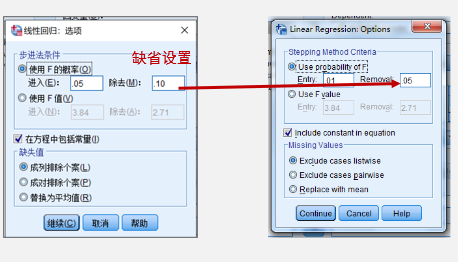 线性回归：选项
步进法条件
使用 F 的概率(O)
进入(E)： .05 除去(M)： .10
使用 F 值(V)
进入(N)： 3.84 除去(A)： 2.71
在方程中包括常量(I)
缺失值
成列排除个案(L)
成对排除个案(P)
替换为平均值(R)
继续(C) 取消 帮助
缺省设置
Linear Regression: Options
Stepping Method Criteria
Use probability of F
Entry: .01 Removal: .05
Use F value
Entry: 3.84 Removal: 2.71
Include constant in equation
Missing Values
Exclude cases listwise
Exclude cases pairwise
Replace with mean
Continue Cancel Help